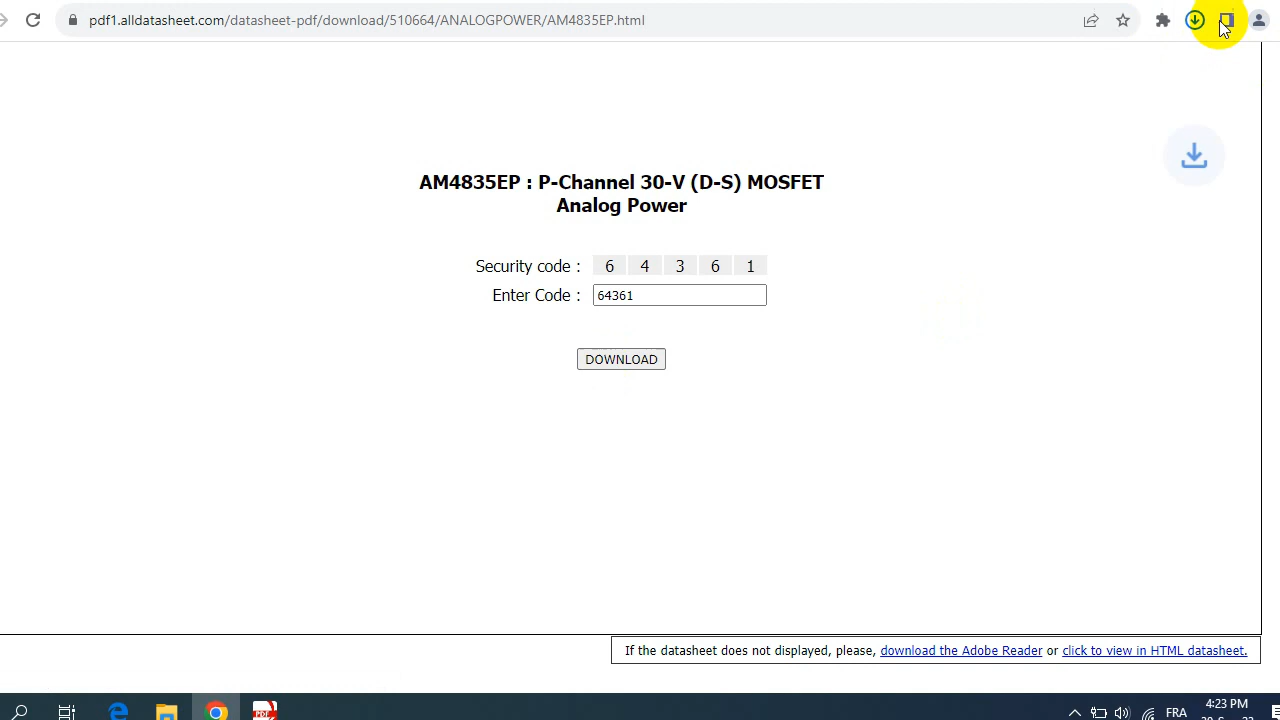 pdf1.alldatasheet.com/datasheet-pdf/download/510664/ANALOGPOWER/AM4835EP.html
AM4835EP : P-Channel 30-V (D-S) MOSFET
Analog Power
Security code : 6 4 3 6 1
Enter Code : 64361
DOWNLOAD
If the datasheet does not displayed, please, download the Adobe Reader or click to view in HTML datasheet.
PDF
FRA
4:23 PM